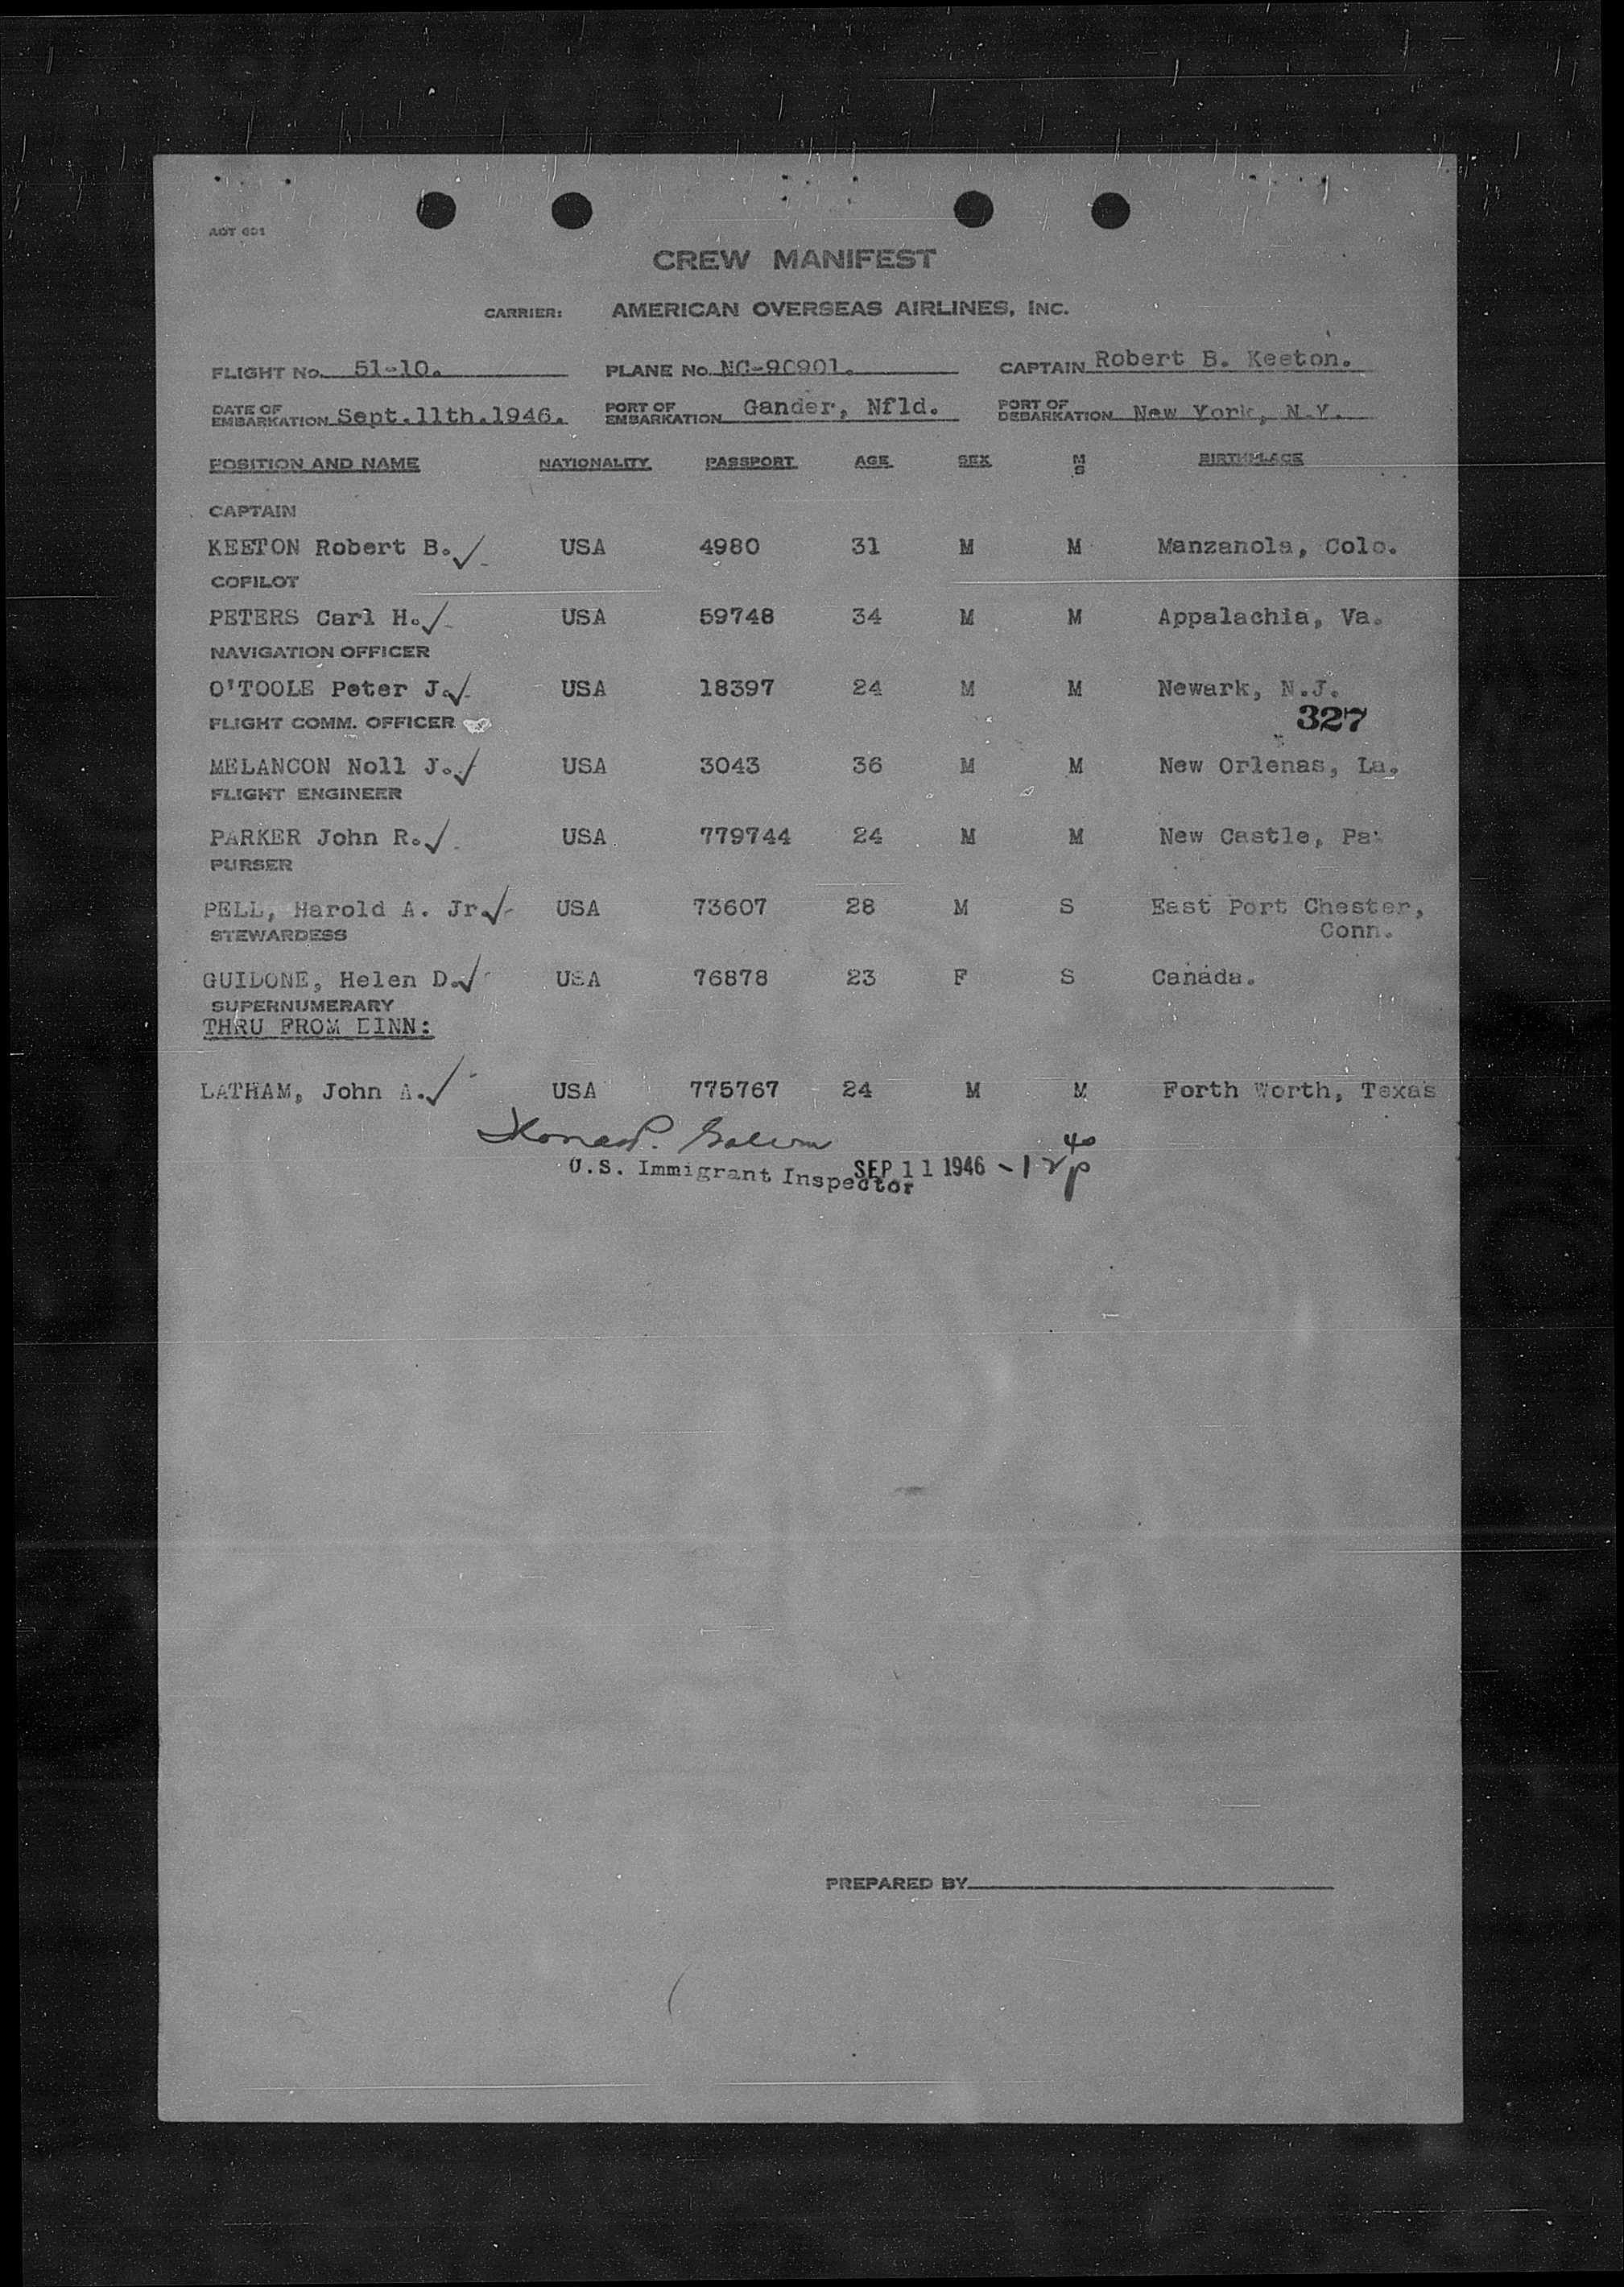 AOT 601
CREW MANIFEST
CARRIER: AMERICAN OVERSEAS AIRLINES, INC.
FLIGHT No. 51-10. PLANE No. NC-90901. CAPTAIN Robert B. Keeton.
DATE OF EMBARKATION Sept.11th.1946. PORT OF EMBARKATION Gander, Nfld. PORT OF DEBARKATION New York, N.Y.
POSITION AND NAME NATIONALITY PASSPORT AGE SEX M S BIRTHPLACE
CAPTAIN
KEETON Robert B. USA 4980 31 M M Manzanola, Colo.
COPILOT
PETERS Carl H. USA 59748 34 M M Appalachia, Va.
NAVIGATION OFFICER
O'TOOLE Peter J. USA 18397 24 M M Newark, N.J.
327
FLIGHT COMM. OFFICER
MELANCON Noll J. USA 3043 36 M M New Orlenas, La.
FLIGHT ENGINEER
PARKER John R. USA 779744 24 M M New Castle, Pa.
PURSER
PELL, Harold A. Jr. USA 73607 28 M S East Port Chester,
Conn.
STEWARDESS
GUIDONE, Helen D. USA 76878 23 F S Canada.
SUPERNUMERARY
THRU FROM EINN:
LATHAM, John A. USA 775767 24 M M Forth Worth, Texas
U.S. Immigrant Inspector SEP 11 1946
PREPARED BY